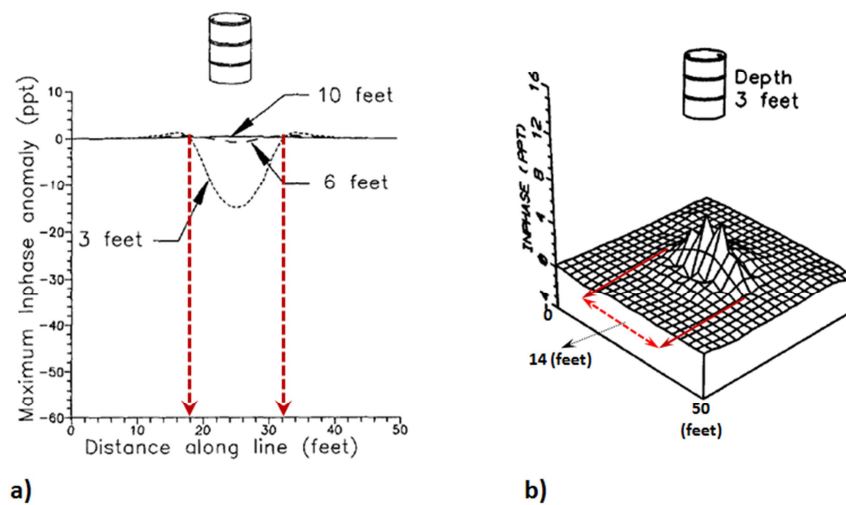 10
0
-10
-20
-30
-40
-50
-60
Maximum Inphase anomaly (ppt)
10 feet
6 feet
3 feet
0
10
20
30
40
50
Distance along line (feet)
a)
Depth
3 feet
16
12
8
4
0
-4
INPHASE (PPT)
0
14 (feet)
50
(feet)
b)